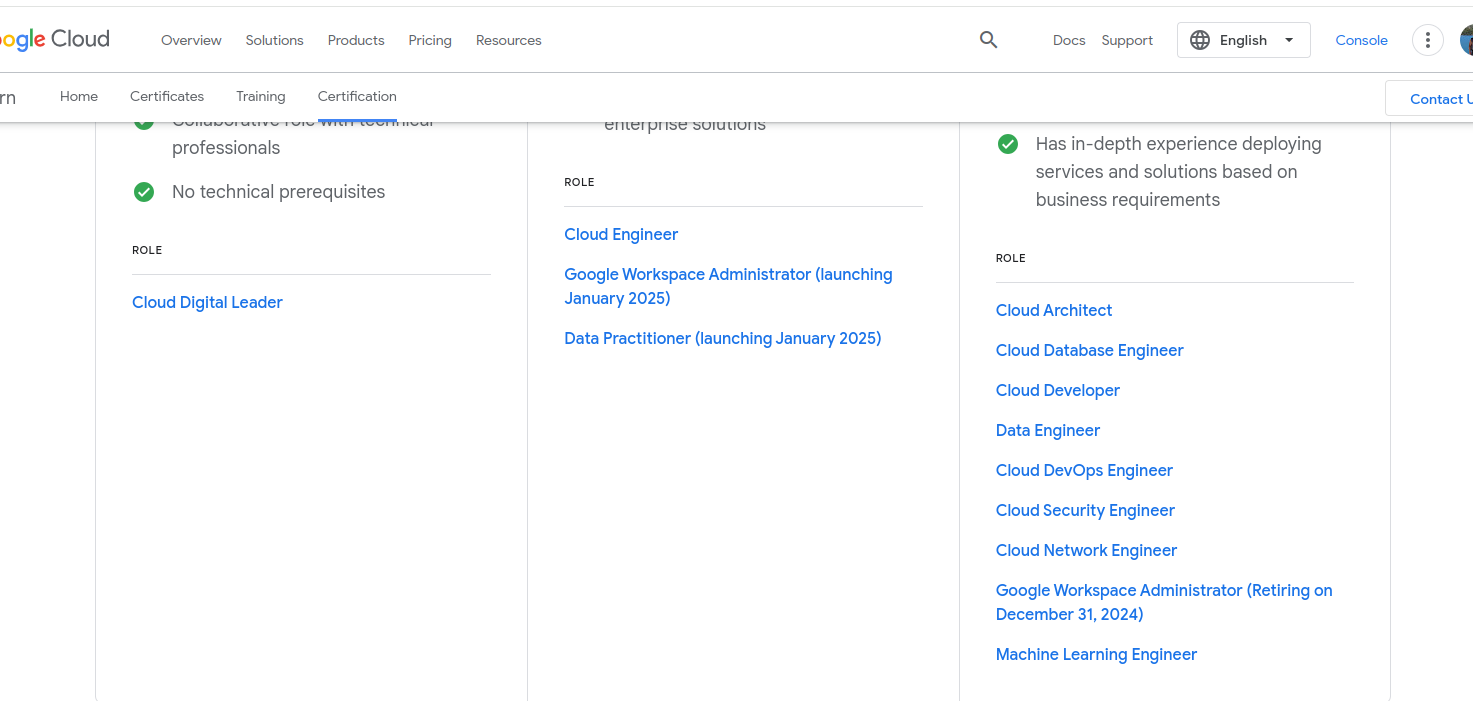 ogle Cloud
Overview
Solutions
Products
Pricing
Resources
Docs
Support
English
Console
rn
Home
Certificates
Training
Certification
Contact U
Collaborative role with technical
professionals
No technical prerequisites
ROLE
Cloud Digital Leader
enterprise solutions
ROLE
Cloud Engineer
Google Workspace Administrator (launching
January 2025)
Data Practitioner (launching January 2025)
Has in-depth experience deploying
services and solutions based on
business requirements
ROLE
Cloud Architect
Cloud Database Engineer
Cloud Developer
Data Engineer
Cloud DevOps Engineer
Cloud Security Engineer
Cloud Network Engineer
Google Workspace Administrator (Retiring on
December 31, 2024)
Machine Learning Engineer